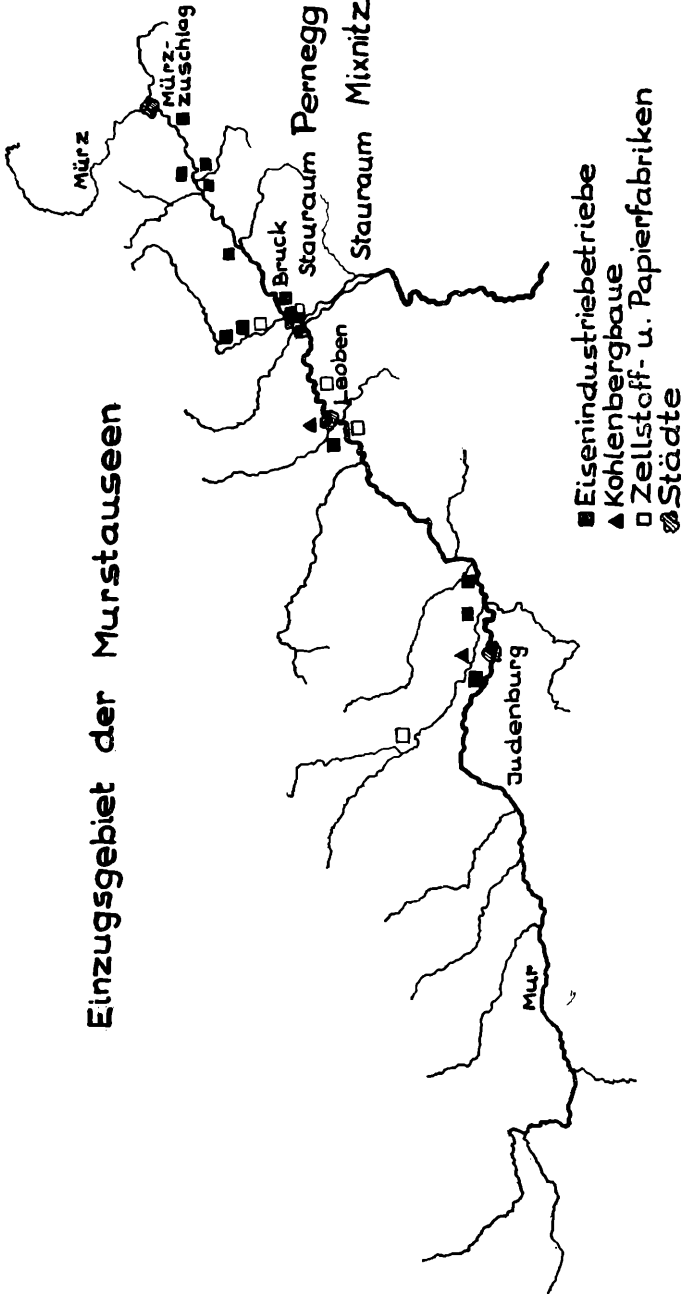 Einzugsgebiet der Murstauseen
Mürz
Mürz-
zuschlag
Bruck
Stauraum Pernegg
Stauraum Mixnitz
Leoben
Judenburg
Mur
Eisenindustriebetriebe
Kohlenbergbaue
Zellstoff- u. Papierfabriken
Städte